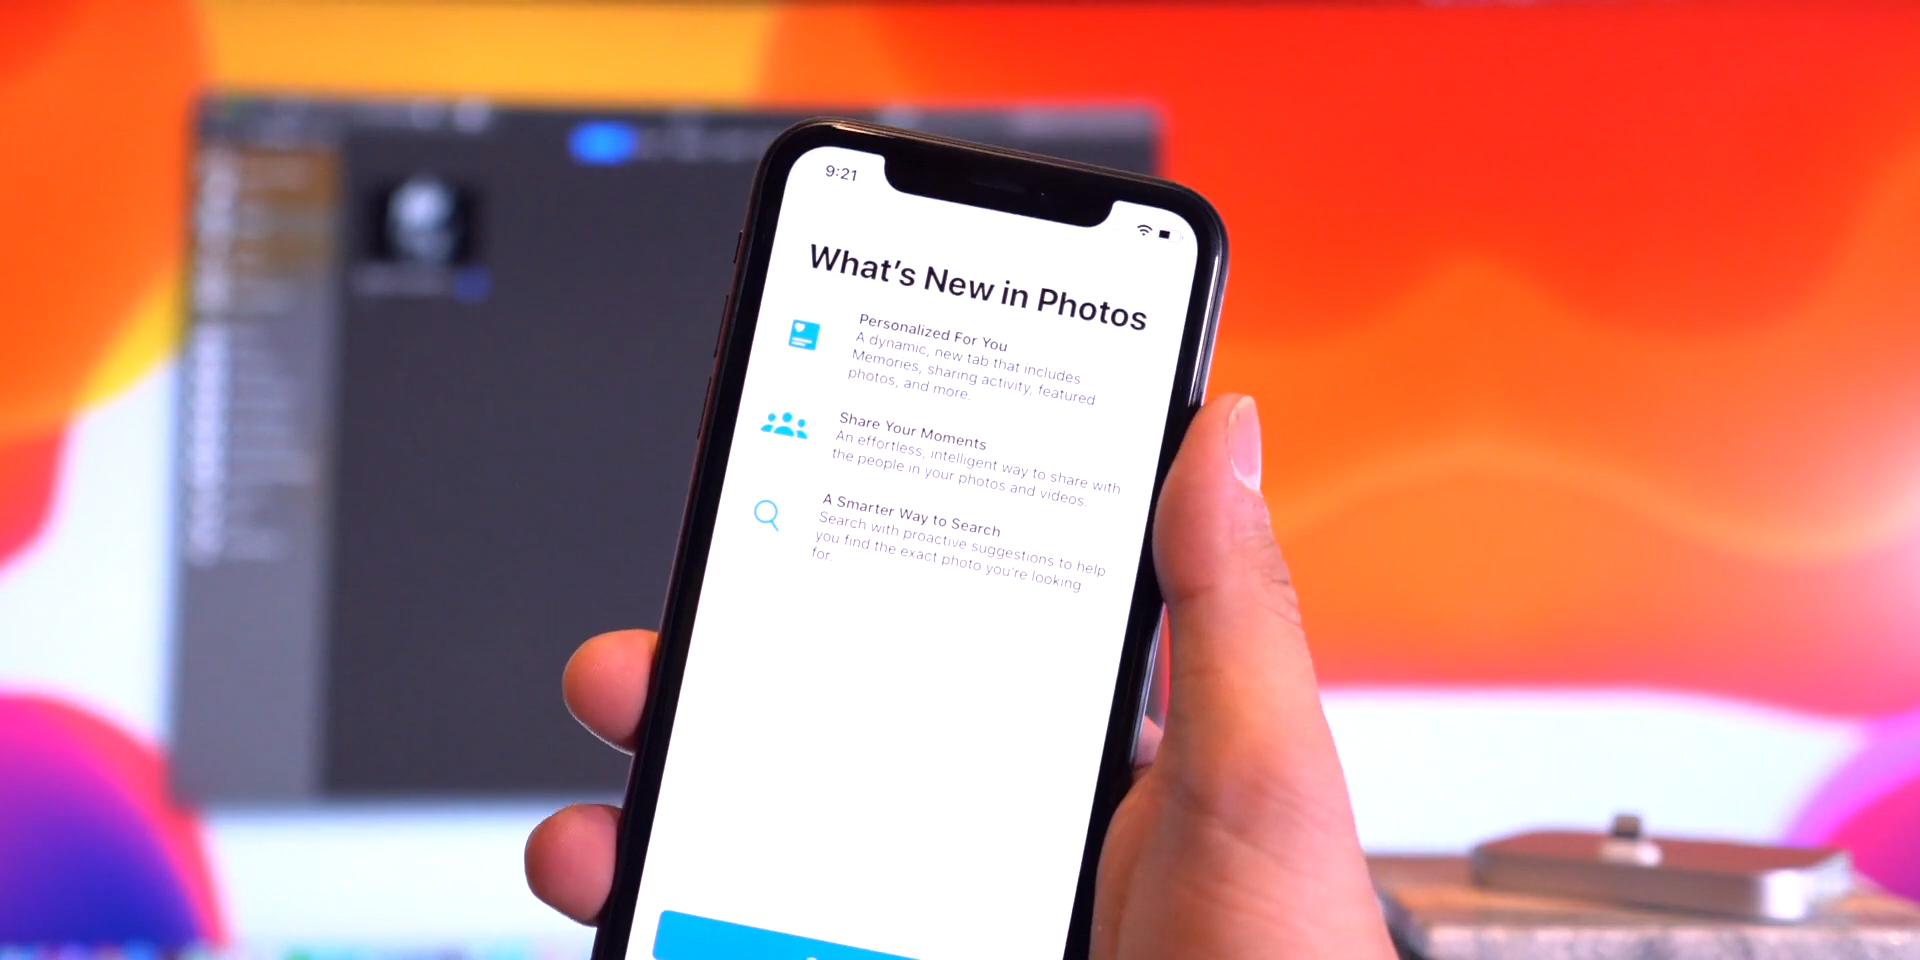 9:21
What's New in Photos
Personalized For You
A dynamic, new tab that includes
Memories, sharing activity, featured
photos, and more.
Share Your Moments
An effortless, intelligent way to share with
the people in your photos and videos.
A Smarter Way to Search
Search with proactive suggestions to help
you find the exact photo you're looking
for.